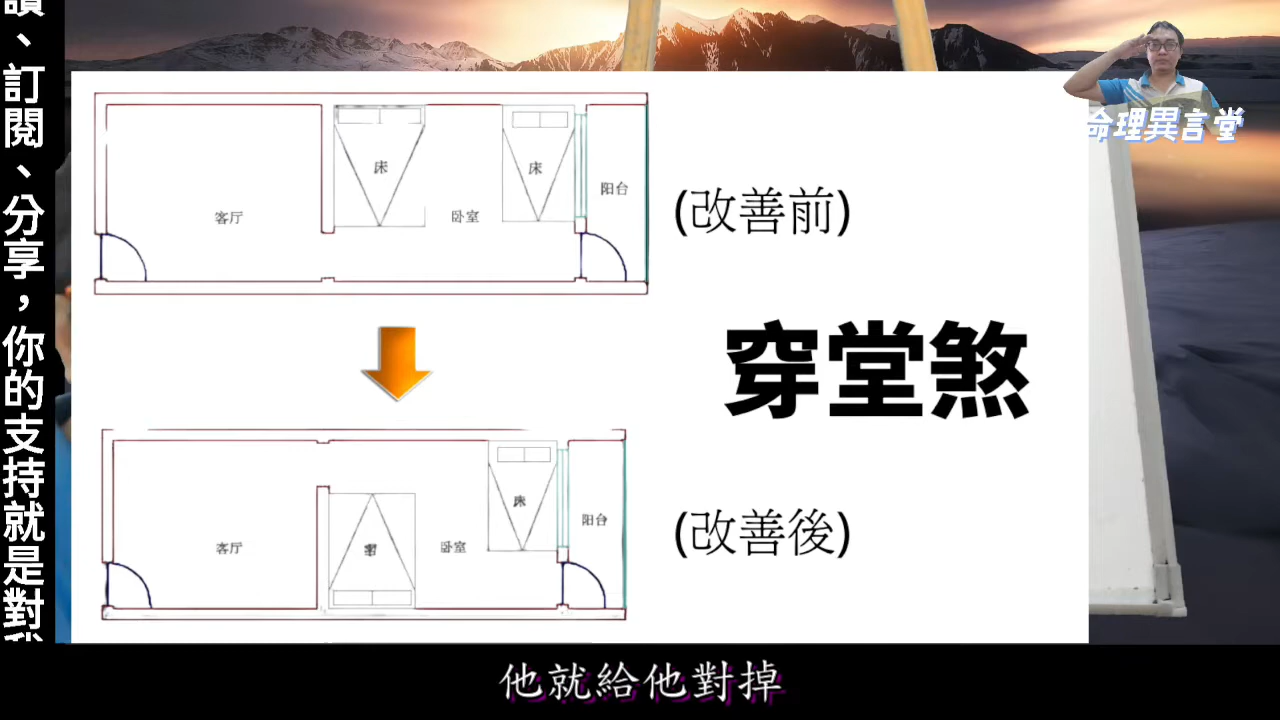 讀、訂閱、分享,你的支持就是對我
命理異言堂
床
床
阳台
客厅
卧室
(改善前)
穿堂煞
床
床
阳台
客厅
卧室
(改善後)
他就給他對掉